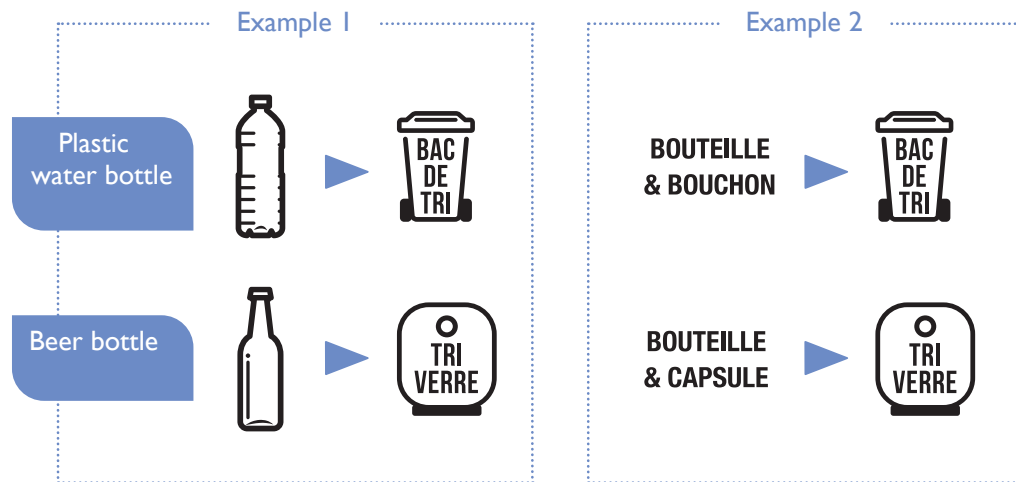 Example 1
Example 2
Plastic
water bottle
BAC
DE
TRI
BOUTEILLE
& BOUCHON
BAC
DE
TRI
Beer bottle
TRI
VERRE
BOUTEILLE
& CAPSULE
TRI
VERRE